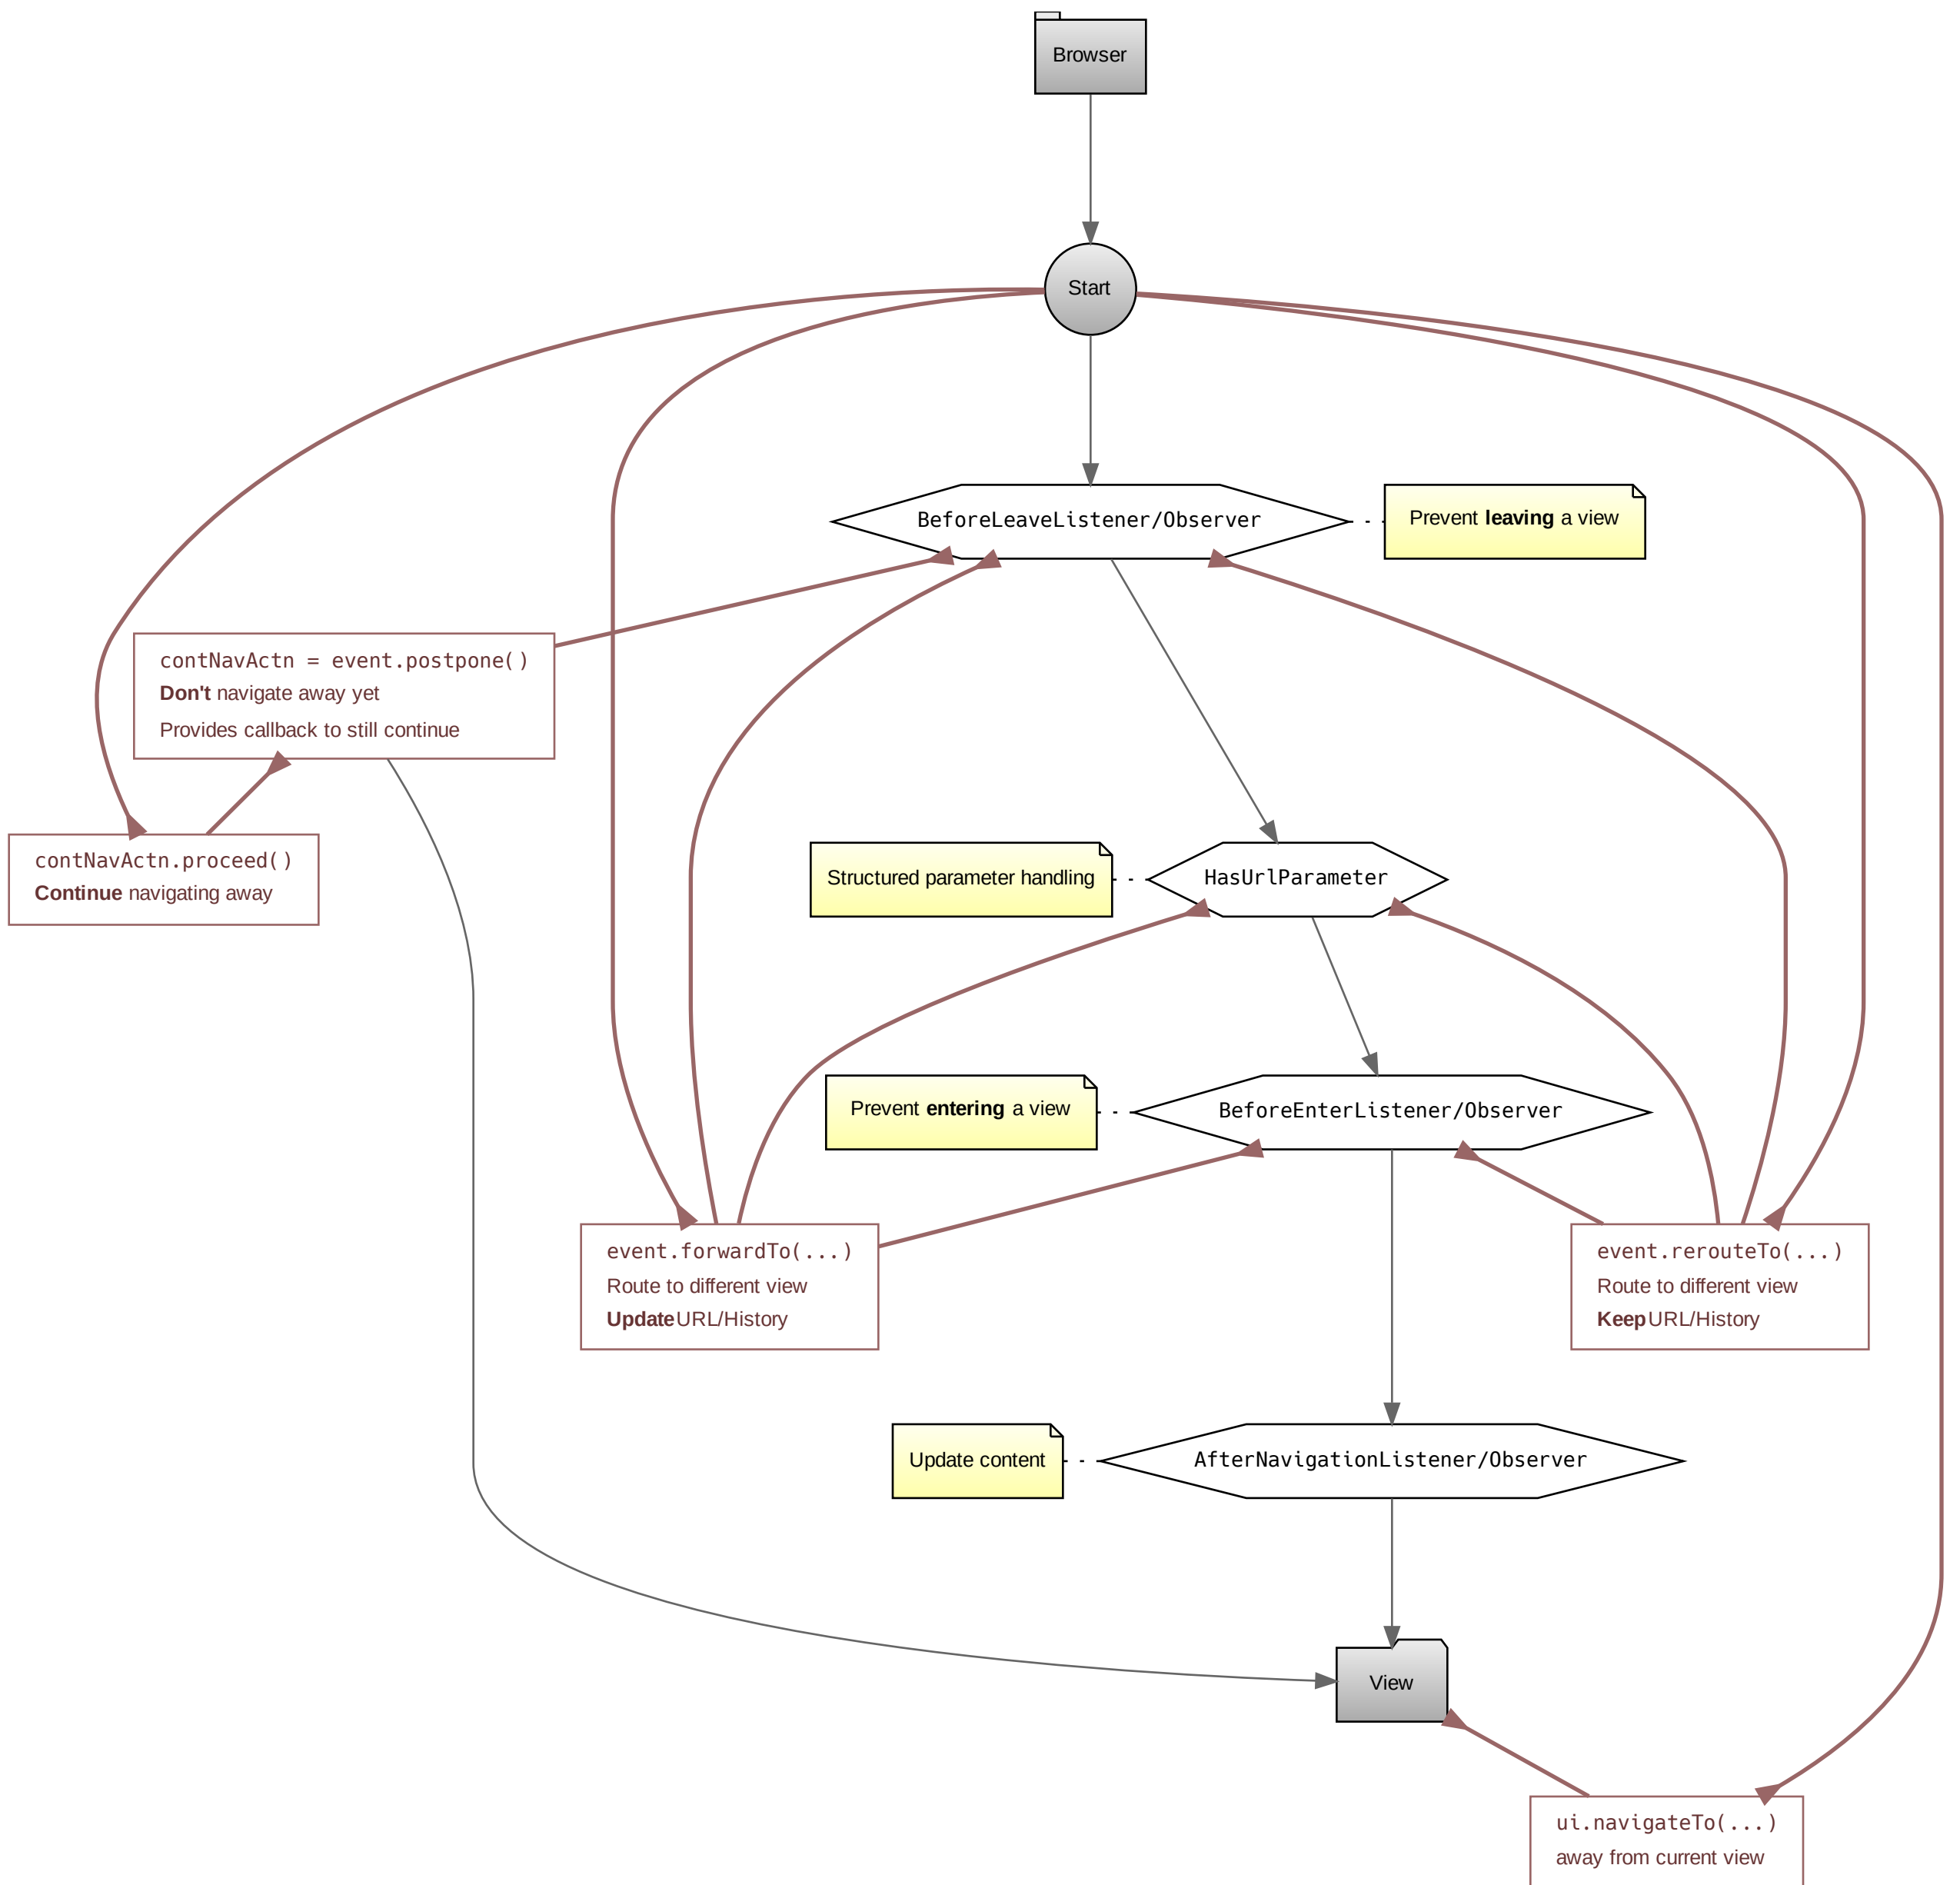 Browser
Start
BeforeLeaveListener/Observer
Prevent leaving a view
contNavActn = event.postpone()
Don't navigate away yet
Provides callback to still continue
contNavActn.proceed()
Continue navigating away
Structured parameter handling
HasUrlParameter
Prevent entering a view
BeforeEnterListener/Observer
event.forwardTo(...)
Route to different view
Update URL/History
event.rerouteTo(...)
Route to different view
Keep URL/History
Update content
AfterNavigationListener/Observer
View
ui.navigateTo(...)
away from current view